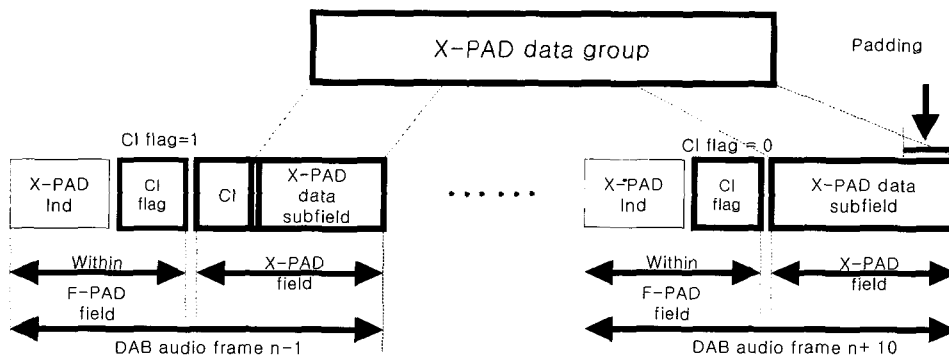 X-PAD data group
Padding
CI flag=1
CI flag = 0
X-PAD Ind
CI flag
CI
X-PAD data subfield
......
X-PAD Ind
CI flag
X-PAD data subfield
Within F-PAD field
X-PAD field
Within F-PAD field
X-PAD field
DAB audio frame n-1
DAB audio frame n+10